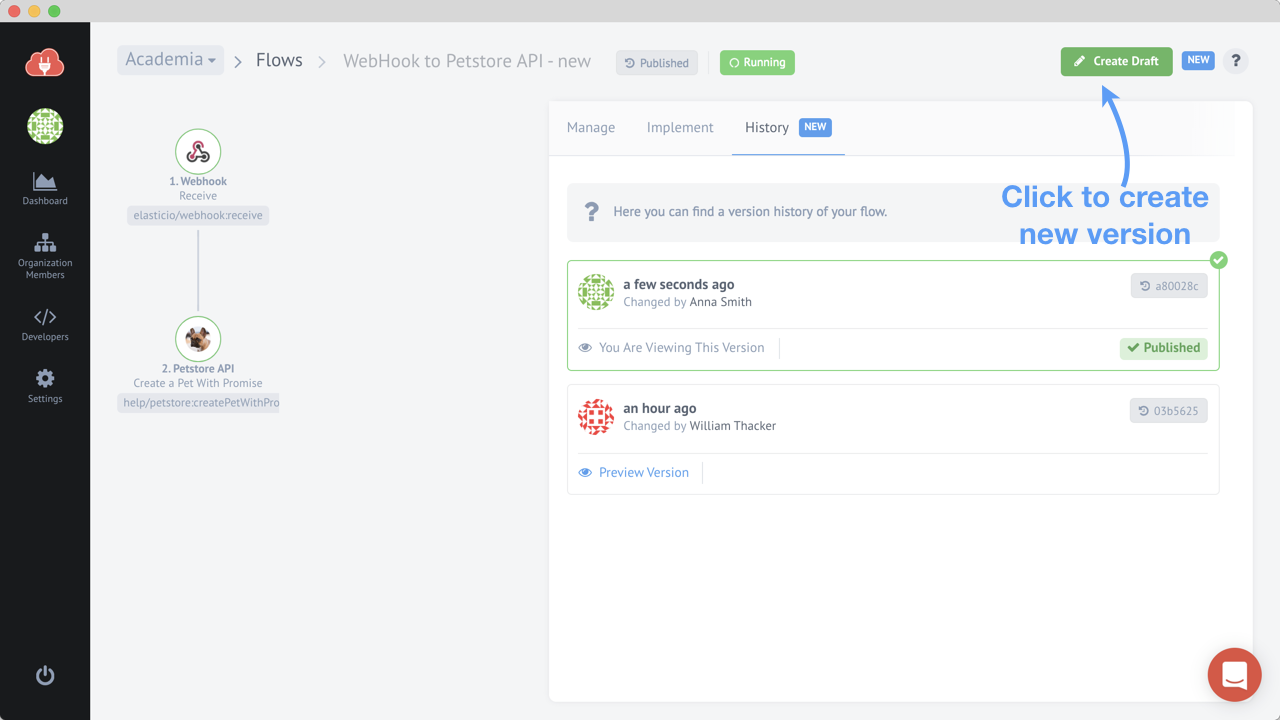 Academia
Flows
WebHook to Petstore API - new
Published
Running
Create Draft
NEW
?
Dashboard
Organization
Members
Developers
Settings
1. Webhook
Receive
elasticio/webhook:receive
2. Petstore API
Create a Pet With Promise
help/petstore:createPetWithPro
Manage
Implement
History NEW
? Here you can find a version history of your flow.
Click to create
new version
a few seconds ago
a80028c
Changed by Anna Smith
You Are Viewing This Version
Published
an hour ago
03b5625
Changed by William Thacker
Preview Version